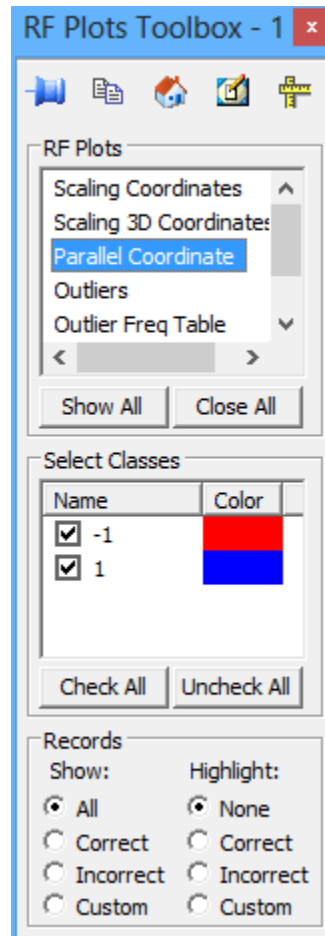 RF Plots Toolbox - 1 x
RF Plots
Scaling Coordinates
Scaling 3D Coordinates
Parallel Coordinate
Outliers
Outlier Freq Table
Show All Close All
Select Classes
Name Color
-1
1
Check All Uncheck All
Records
Show: Highlight:
All None
Correct Correct
Incorrect Incorrect
Custom Custom